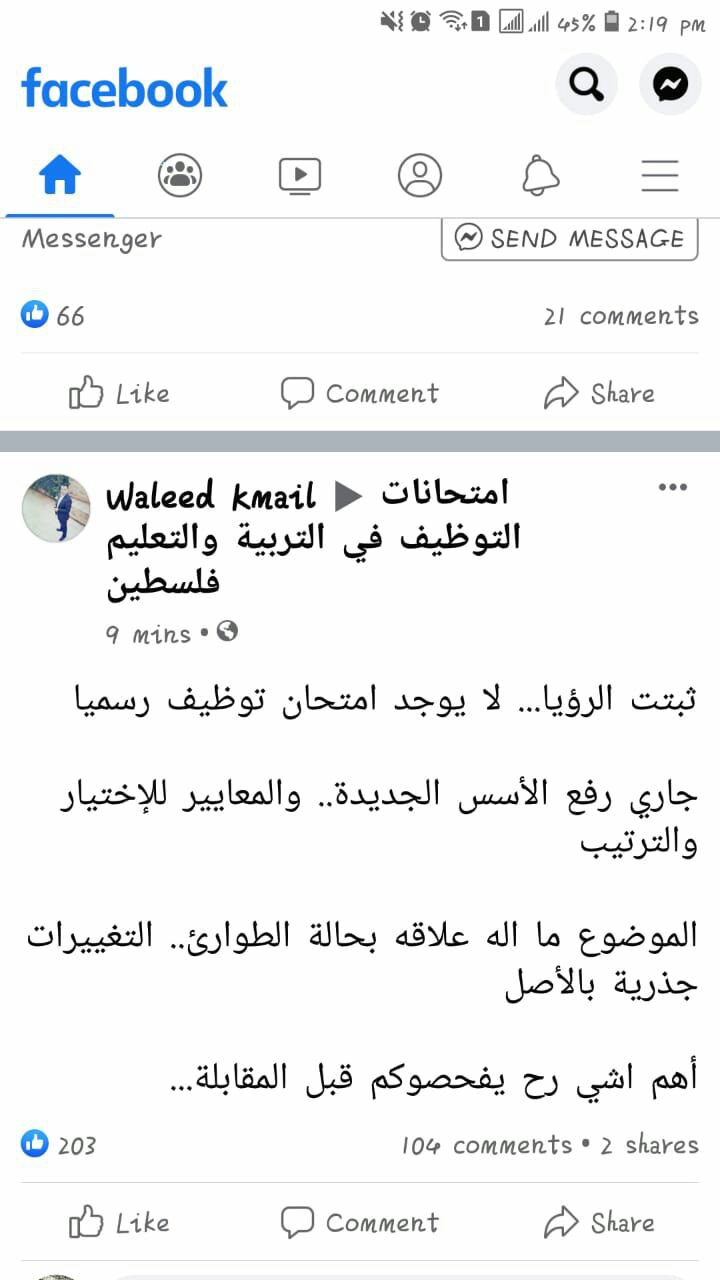 45% 2:19 pm
facebook
Messenger
SEND MESSAGE
66
21 comments
Like
Comment
Share
Waleed kmail ▶ امتحانات
التوظيف في التربية والتعليم
فلسطين
9 mins •
ثبتت الرؤيا... لا يوجد امتحان توظيف رسميا
جاري رفع الأسس الجديدة.. والمعايير للإختيار
والترتيب
الموضوع ما اله علاقه بحالة الطوارئ.. التغييرات
جذرية بالأصل
أهم اشي رح يفحصوكم قبل المقابلة...
203
104 comments • 2 shares
Like
Comment
Share